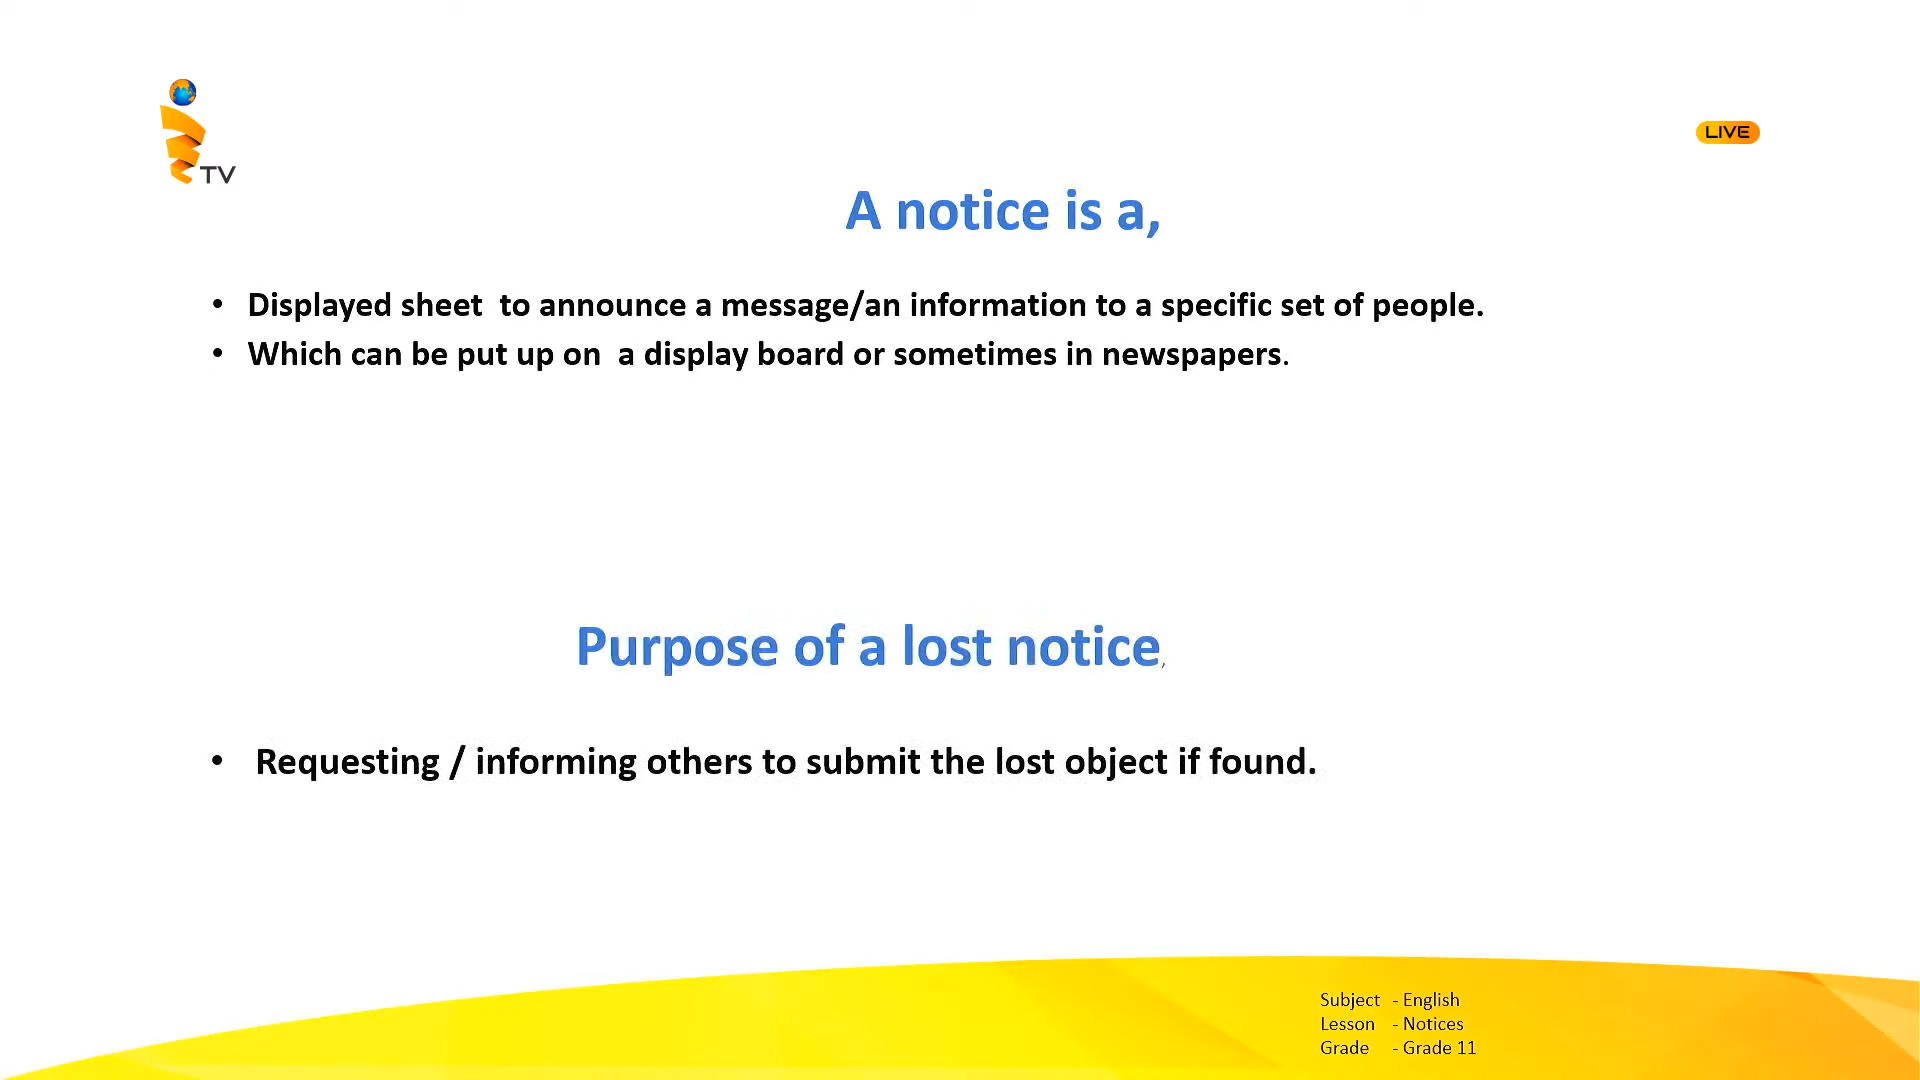 TV
LIVE
A notice is a,
• Displayed sheet to announce a message/an information to a specific set of people.
• Which can be put up on a display board or sometimes in newspapers.
Purpose of a lost notice,
• Requesting / informing others to submit the lost object if found.
Subject - English
Lesson - Notices
Grade - Grade 11